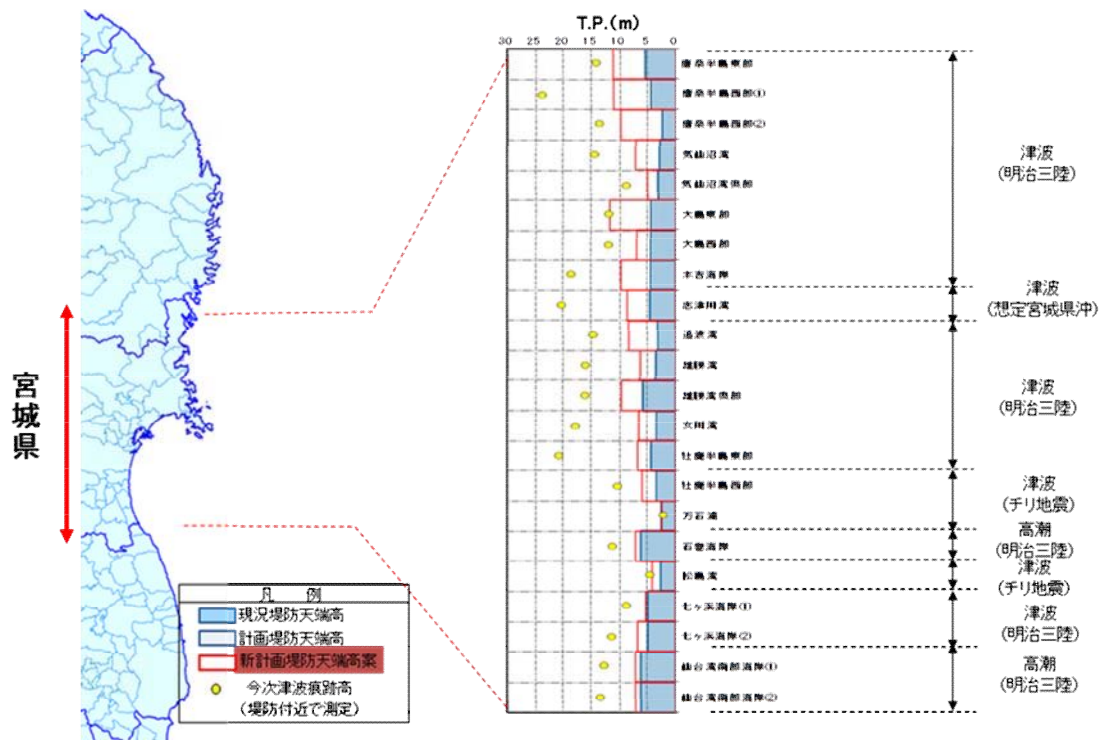 宮城県
凡 例
現況堤防天端高
計画堤防天端高
新計画堤防天端高案
今次津波痕跡高
(堤防付近で測定)
T.P.(m)
30 25 20 15 10 5 0
唐桑半島東部
唐桑半島西部(1)
唐桑半島西部(2)
気仙沼湾
気仙沼湾奥部
大島東部
大島西部
本吉海岸
志津川湾
追波湾
雄勝湾
雄勝湾奥部
女川湾
牡鹿半島東部
牡鹿半島西部
万石浦
石巻海岸
松島湾
七ヶ浜海岸(1)
七ヶ浜海岸(2)
仙台湾南部海岸(1)
仙台湾南部海岸(2)
津波
(明治三陸)
津波
(想定宮城県沖)
津波
(明治三陸)
津波
(チリ地震)
高潮
(明治三陸)
津波
(チリ地震)
津波
(明治三陸)
高潮
(明治三陸)